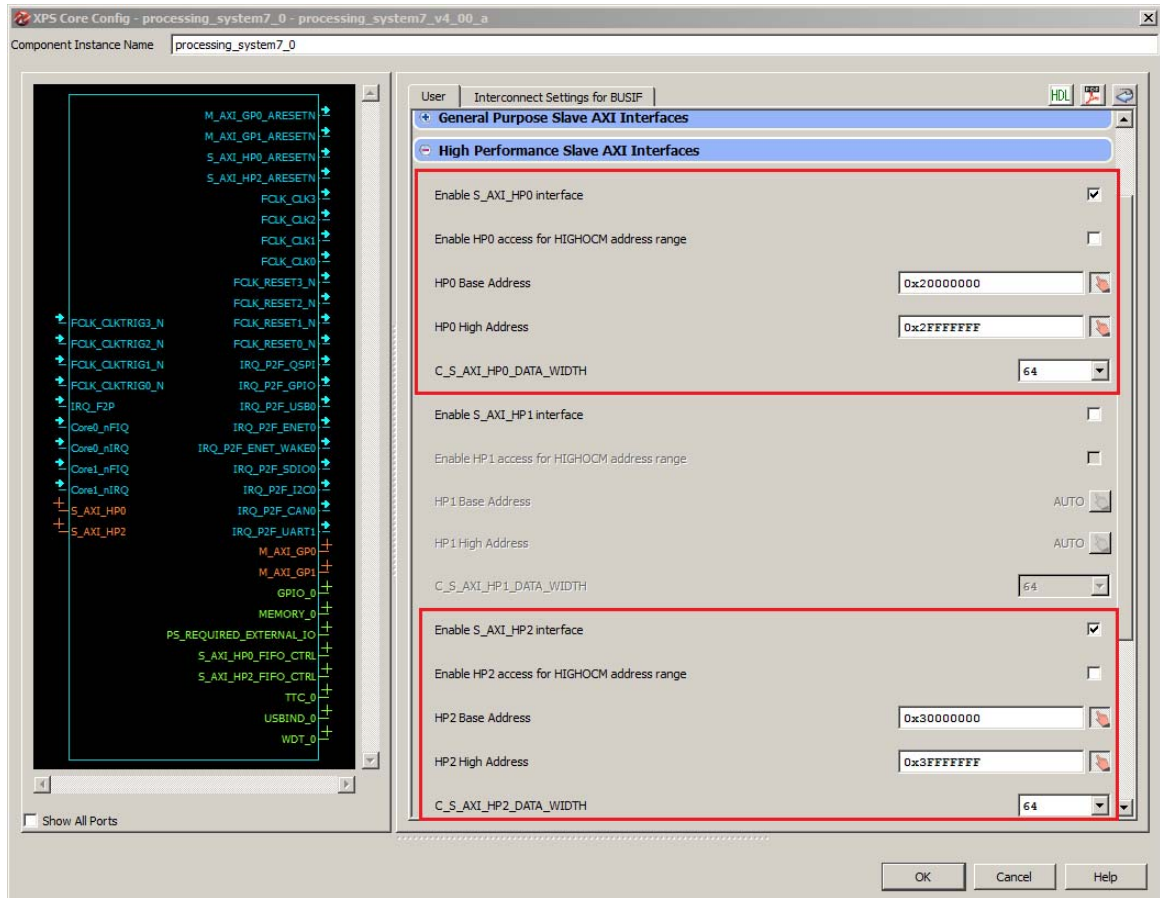 XPS Core Config - processing_system7_0 - processing_system7_v4_00_a
Component Instance Name processing_system7_0
M_AXI_GP0_ARESETN
M_AXI_GP1_ARESETN
S_AXI_HP0_ARESETN
S_AXI_HP2_ARESETN
FCLK_CLK3
FCLK_CLK2
FCLK_CLK1
FCLK_CLK0
FCLK_RESET3_N
FCLK_RESET2_N
FCLK_CLKTRIG3_N FCLK_RESET1_N
FCLK_CLKTRIG2_N FCLK_RESET0_N
FCLK_CLKTRIG1_N IRQ_P2F_QSPI
FCLK_CLKTRIG0_N IRQ_P2F_GPIO
IRQ_F2P IRQ_P2F_USB0
Core0_nFIQ IRQ_P2F_ENET0
Core0_nIRQ IRQ_P2F_ENET_WAKE0
Core1_nFIQ IRQ_P2F_SDIO0
Core1_nIRQ IRQ_P2F_I2C0
S_AXI_HP0 IRQ_P2F_CAN0
S_AXI_HP2 IRQ_P2F_UART1
M_AXI_GP0
M_AXI_GP1
GPIO_0
MEMORY_0
PS_REQUIRED_EXTERNAL_IO
S_AXI_HP0_FIFO_CTRL
S_AXI_HP2_FIFO_CTRL
TTC_0
USBIND_0
WDT_0
Show All Ports
User Interconnect Settings for BUSIF HDL
General Purpose Slave AXI Interfaces
High Performance Slave AXI Interfaces
Enable S_AXI_HP0 interface
Enable HP0 access for HIGHOCM address range
HP0 Base Address 0x20000000
HP0 High Address 0x2FFFFFFF
C_S_AXI_HP0_DATA_WIDTH 64
Enable S_AXI_HP1 interface
Enable HP1 access for HIGHOCM address range
HP1 Base Address AUTO
HP1 High Address AUTO
C_S_AXI_HP1_DATA_WIDTH 64
Enable S_AXI_HP2 interface
Enable HP2 access for HIGHOCM address range
HP2 Base Address 0x30000000
HP2 High Address 0x3FFFFFFF
C_S_AXI_HP2_DATA_WIDTH 64
OK Cancel Help